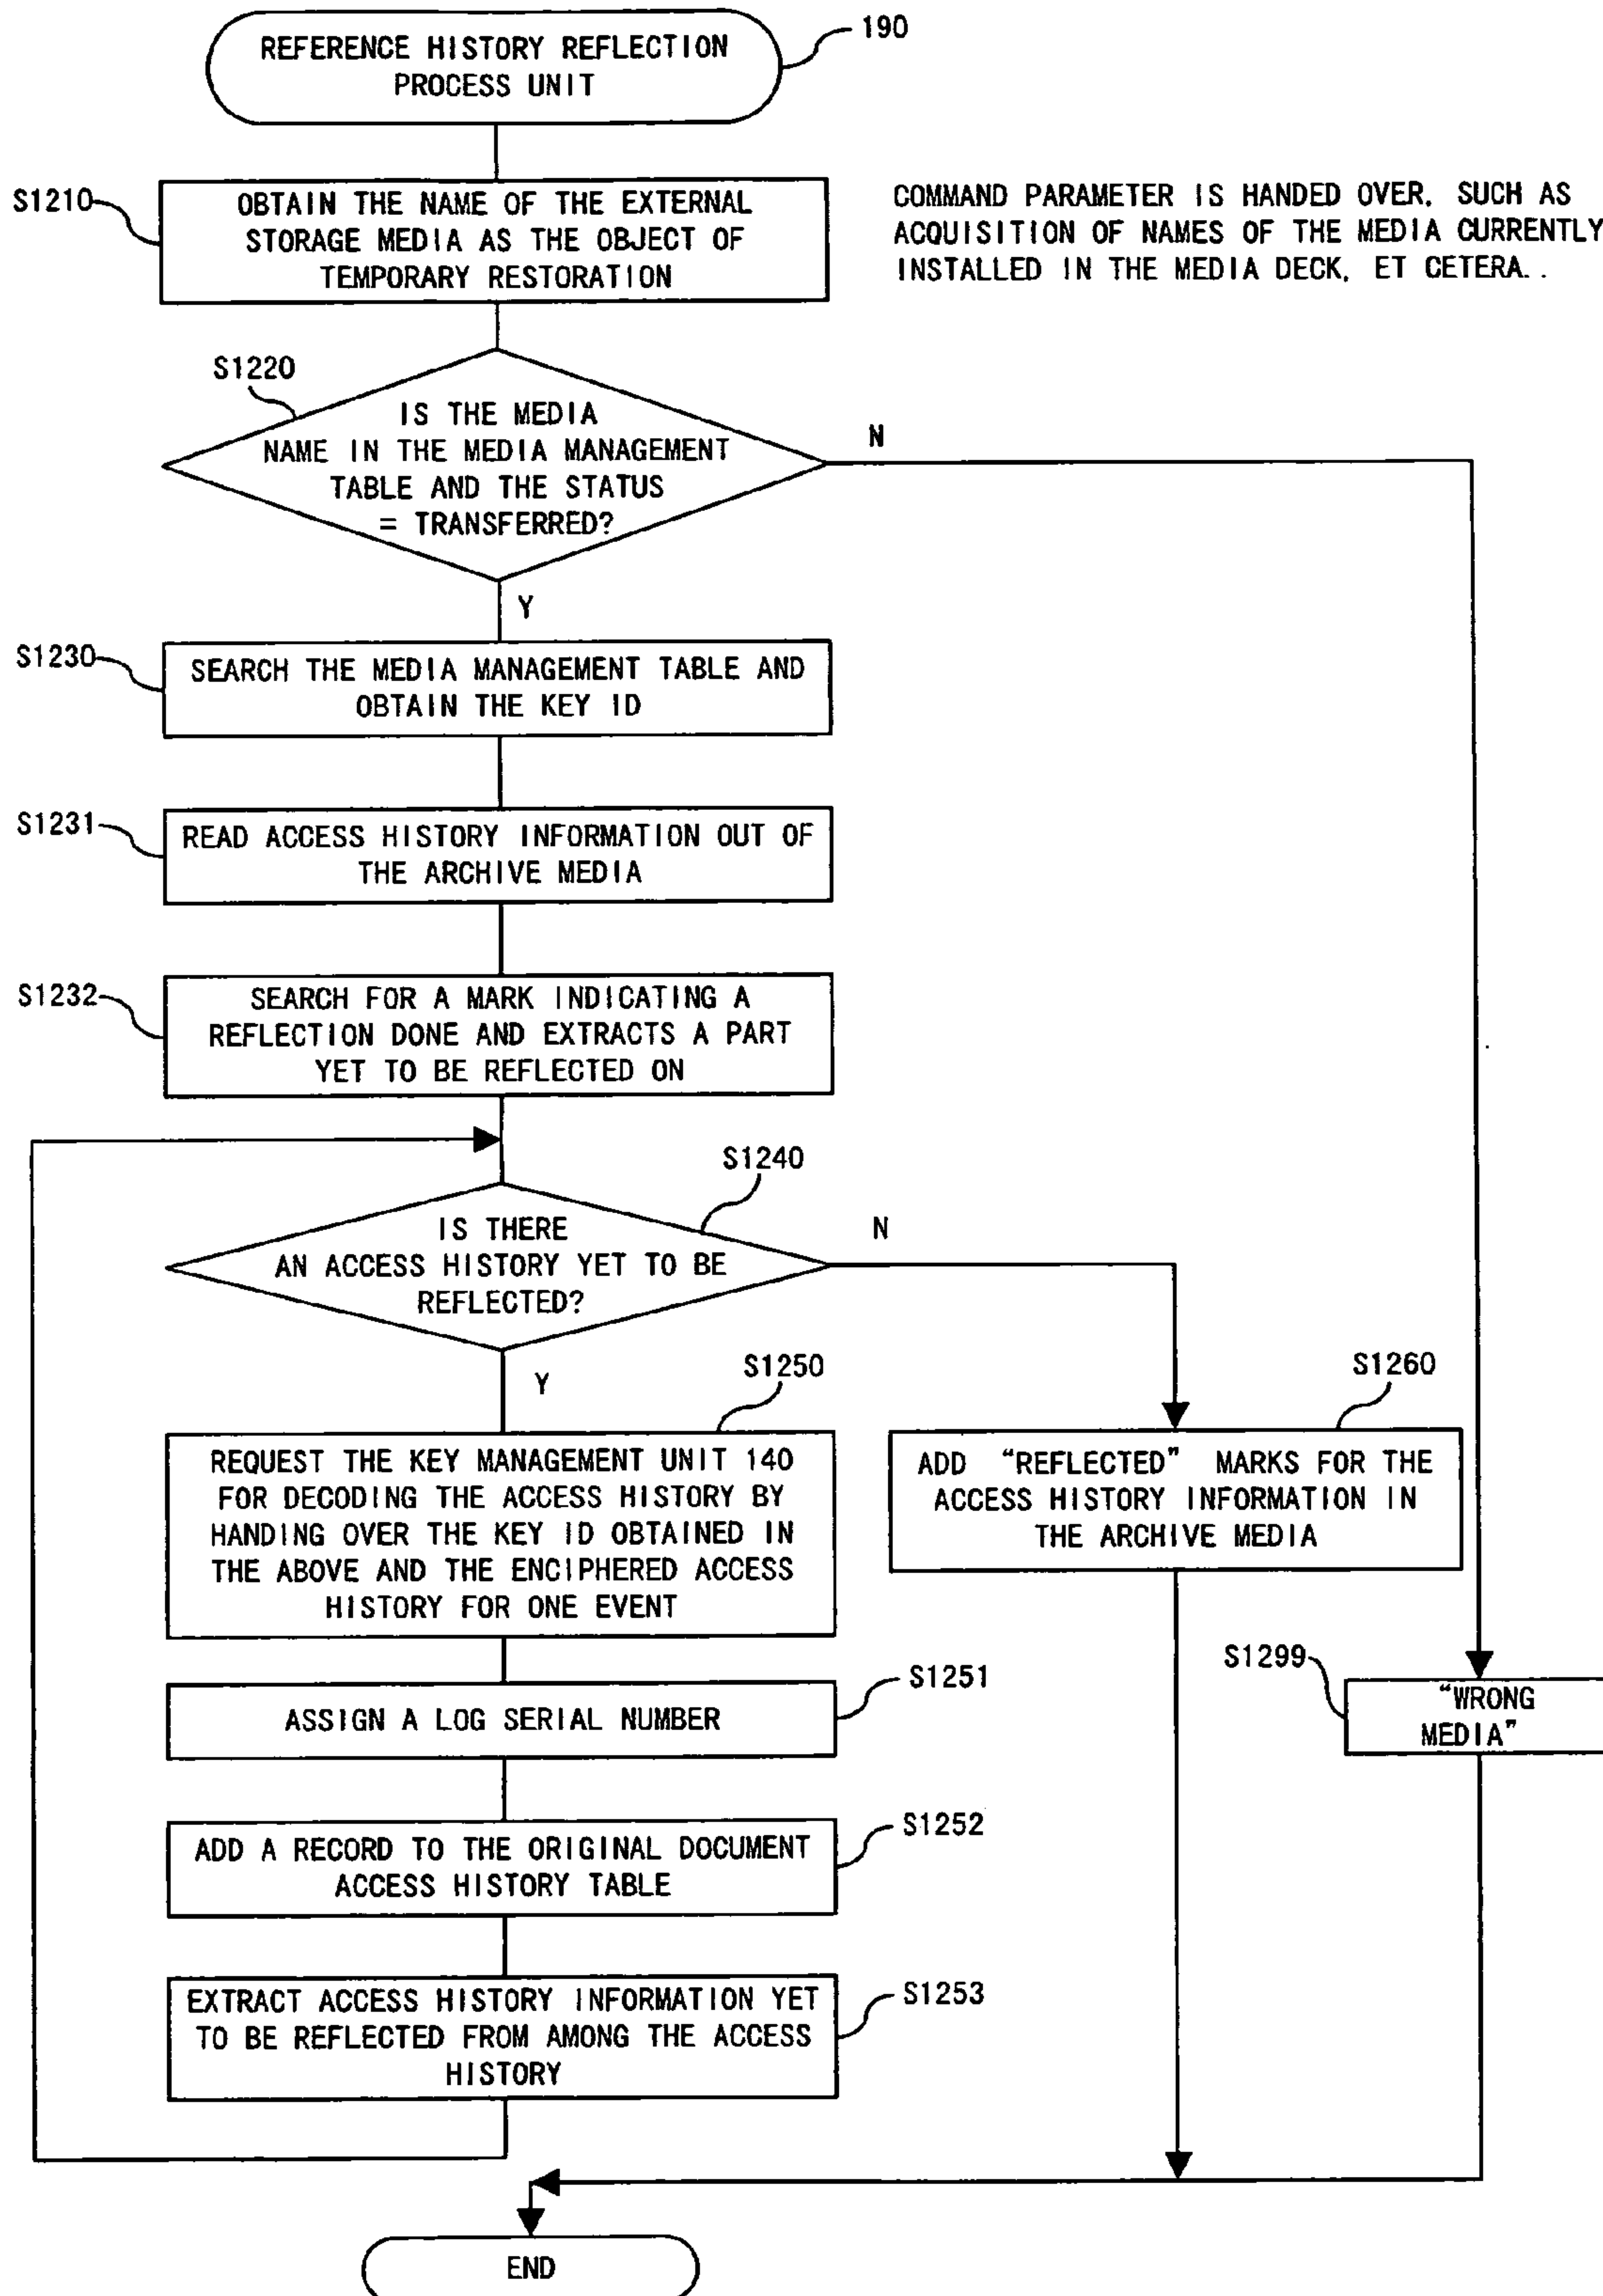 REFERENCE HISTORY REFLECTION
PROCESS UNIT
190
S1210
OBTAIN THE NAME OF THE EXTERNAL
STORAGE MEDIA AS THE OBJECT OF
TEMPORARY RESTORATION
COMMAND PARAMETER IS HANDED OVER, SUCH AS
ACQUISITION OF NAMES OF THE MEDIA CURRENTLY
INSTALLED IN THE MEDIA DECK, ET CETERA..
S1220
IS THE MEDIA
NAME IN THE MEDIA MANAGEMENT
TABLE AND THE STATUS
= TRANSFERRED?
N
Y
S1230
SEARCH THE MEDIA MANAGEMENT TABLE AND
OBTAIN THE KEY ID
S1231
READ ACCESS HISTORY INFORMATION OUT OF
THE ARCHIVE MEDIA
S1232
SEARCH FOR A MARK INDICATING A
REFLECTION DONE AND EXTRACTS A PART
YET TO BE REFLECTED ON
S1240
IS THERE
AN ACCESS HISTORY YET TO BE
REFLECTED?
N
Y
S1250
REQUEST THE KEY MANAGEMENT UNIT 140
FOR DECODING THE ACCESS HISTORY BY
HANDING OVER THE KEY ID OBTAINED IN
THE ABOVE AND THE ENCIPHERED ACCESS
HISTORY FOR ONE EVENT
S1260
ADD “REFLECTED” MARKS FOR THE
ACCESS HISTORY INFORMATION IN
THE ARCHIVE MEDIA
S1251
ASSIGN A LOG SERIAL NUMBER
S1299
“WRONG
MEDIA”
S1252
ADD A RECORD TO THE ORIGINAL DOCUMENT
ACCESS HISTORY TABLE
S1253
EXTRACT ACCESS HISTORY INFORMATION YET
TO BE REFLECTED FROM AMONG THE ACCESS
HISTORY
END